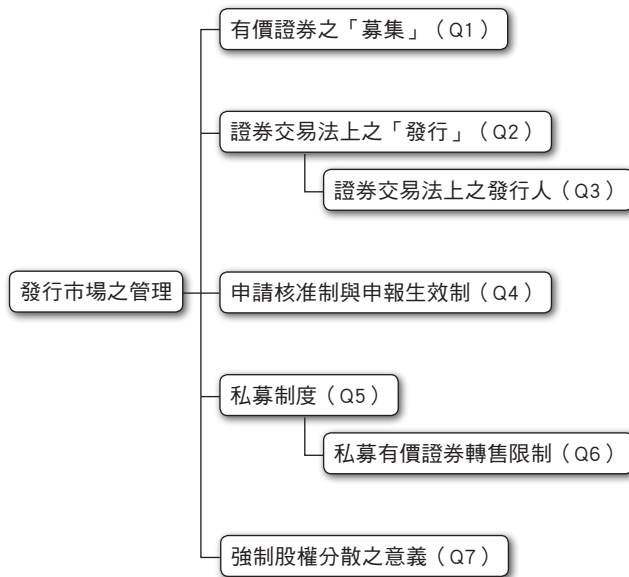 有價證券之「募集」（Q1）
證券交易法上之「發行」（Q2）
證券交易法上之發行人（Q3）
發行市場之管理
申請核准制與申報生效制（Q4）
私募制度（Q5）
私募有價證券轉售限制（Q6）
強制股權分散之意義（Q7）